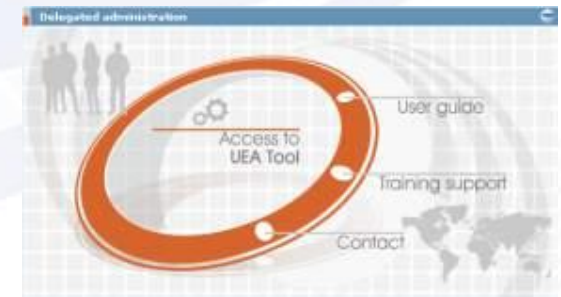 Delegated administration
User guide
Access to
UEA Tool
Training support
Contact